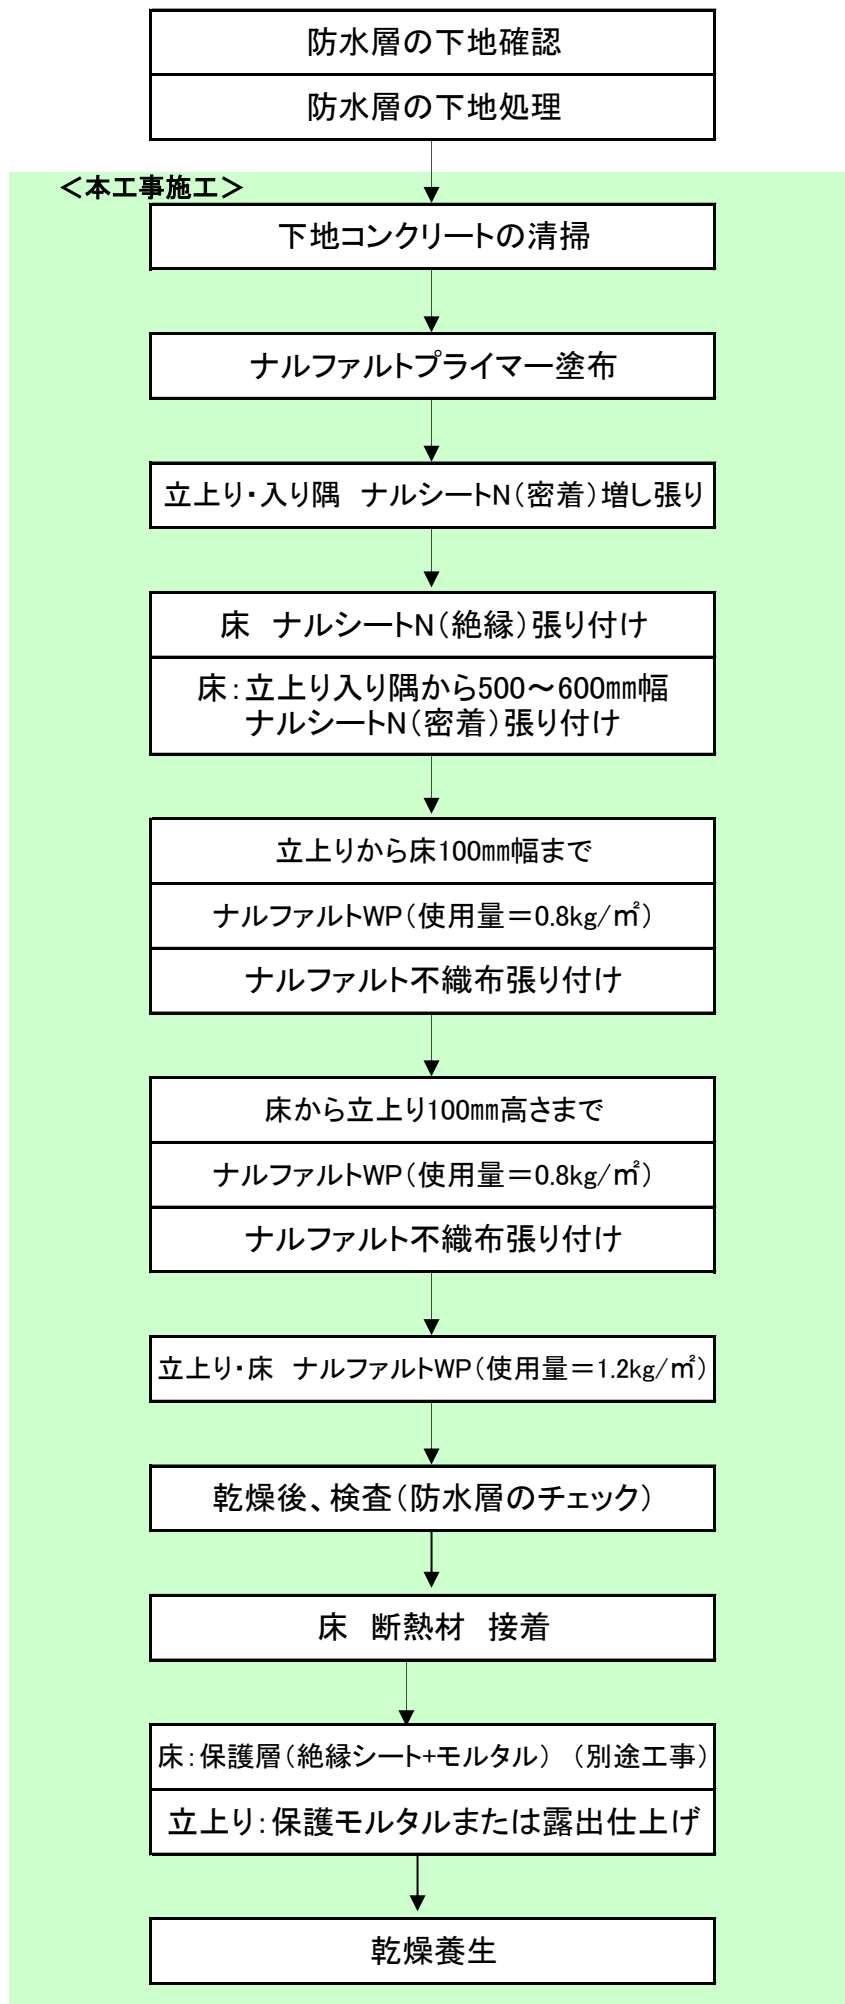 防水層の下地確認
防水層の下地処理
＜本工事施工＞
下地コンクリートの清掃
ナルファルトプライマー塗布
立上り・入り隅　ナルシートN（密着）増し張り
床　ナルシートN（絶縁）張り付け
床：立上り入り隅から500～600㎜幅
ナルシートN（密着）張り付け
立上りから床100㎜幅まで
ナルファルトWP（使用量＝0.8kg/㎡）
ナルファルト不織布張り付け
床から立上り100㎜高さまで
ナルファルトWP（使用量＝0.8kg/㎡）
ナルファルト不織布張り付け
立上り・床　ナルファルトWP（使用量＝1.2kg/㎡）
乾燥後、検査（防水層のチェック）
床　断熱材　接着
床：保護層（絶縁シート+モルタル）　（別途工事）
立上り：保護モルタルまたは露出仕上げ
乾燥養生